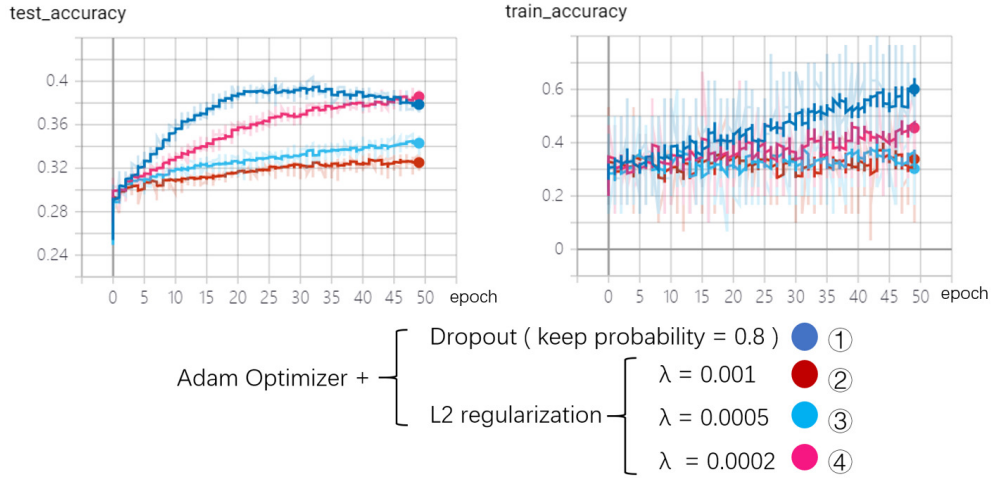 test_accuracy
0.4
0.36
0.32
0.28
0.24
0 5 10 15 20 25 30 35 40 45 50 epoch
train_accuracy
0.6
0.4
0.2
0
0 5 10 15 20 25 30 35 40 45 50 epoch
Adam Optimizer +
Dropout ( keep probability = 0.8 ) ①
L2 regularization
λ = 0.001 ②
λ = 0.0005 ③
λ = 0.0002 ④